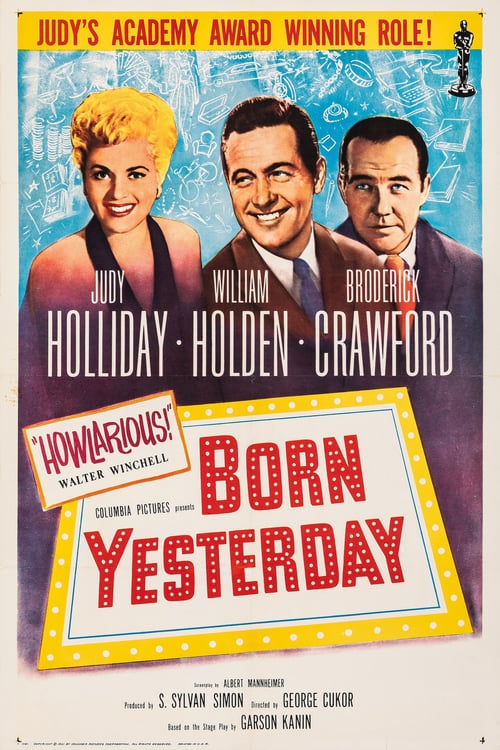 JUDY'S ACADEMY AWARD WINNING ROLE!
JUDY WILLIAM BRODERICK
HOLLIDAY · HOLDEN · CRAWFORD
"HOWLARIOUS!"
WALTER WINCHELL
COLUMBIA PICTURES presents
BORN
YESTERDAY
Screenplay by ALBERT MANNHEIMER
Produced by S. SYLVAN SIMON Directed by GEORGE CUKOR
Based on the Stage Play by GARSON KANIN